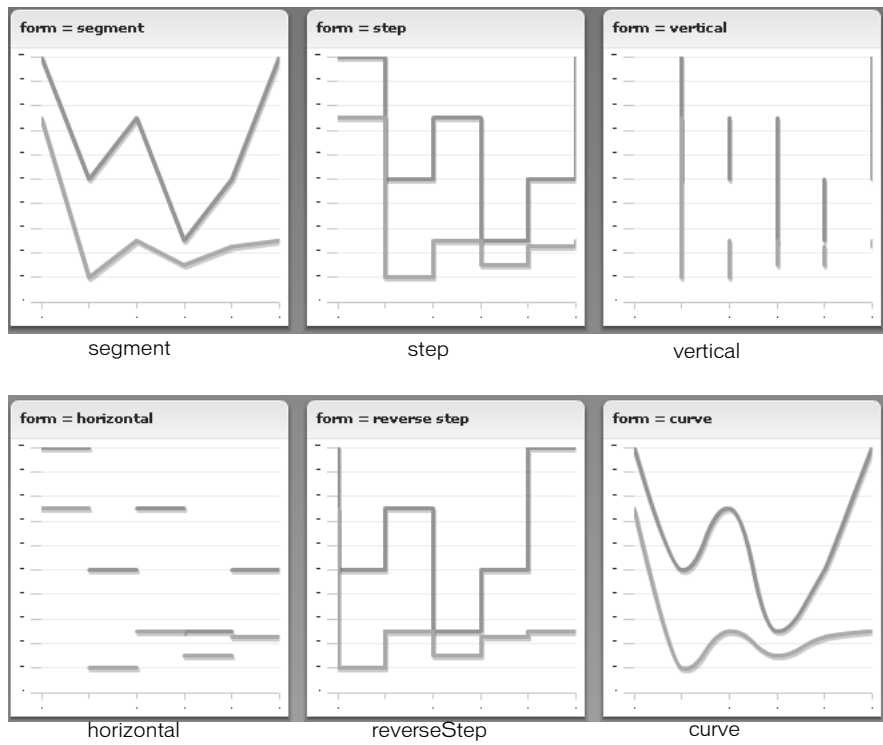 form = segment
form = step
form = vertical
segment
step
vertical
form = horizontal
form = reverse step
form = curve
horizontal
reverseStep
curve